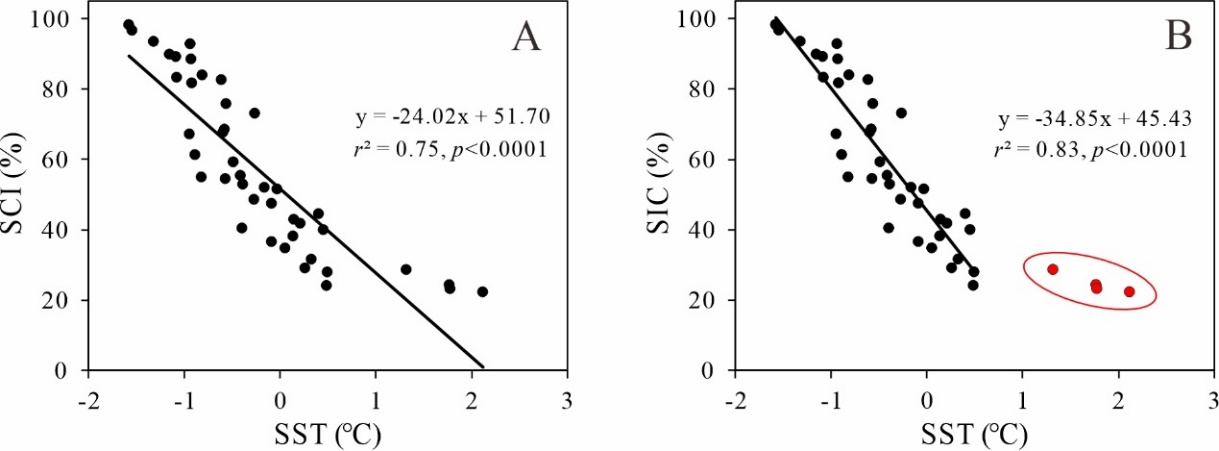 A
SCI (%)
100
80
60
40
20
0
y = -24.02x + 51.70
r² = 0.75, p<0.0001
-2 -1 0 1 2 3
SST (℃)
B
SIC (%)
100
80
60
40
20
0
y = -34.85x + 45.43
r² = 0.83, p<0.0001
-2 -1 0 1 2 3
SST (℃)